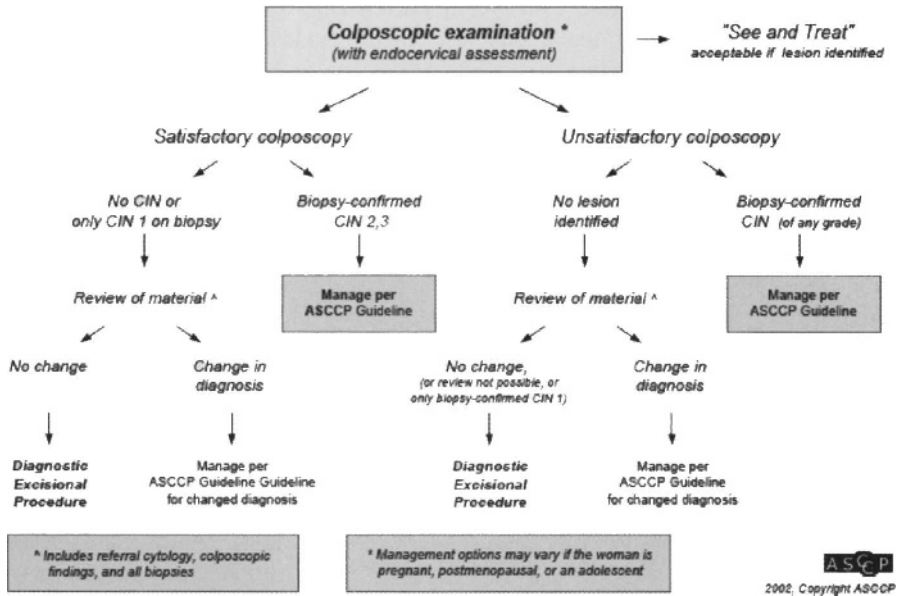 Colposcopic examination *
(with endocervical assessment)
"See and Treat"
acceptable if lesion identified
Satisfactory colposcopy
Unsatisfactory colposcopy
No CIN or
only CIN 1 on biopsy
Biopsy-confirmed
CIN 2,3
No lesion
identified
Biopsy-confirmed
CIN (of any grade)
Review of material ^
Manage per
ASCCP Guideline
Review of material ^
Manage per
ASCCP Guideline
No change
Change in
diagnosis
No change,
(or review not possible, or
only biopsy-confirmed CIN 1)
Change in
diagnosis
Diagnostic
Excisional
Procedure
Manage per
ASCCP Guideline Guideline
for changed diagnosis
Diagnostic
Excisional
Procedure
Manage per
ASCCP Guideline
for changed diagnosis
^ Includes referral cytology, colposcopic
findings, and all biopsies
* Management options may vary if the woman is
pregnant, postmenopausal, or an adolescent
ASCCP
2002, Copyright ASCCP